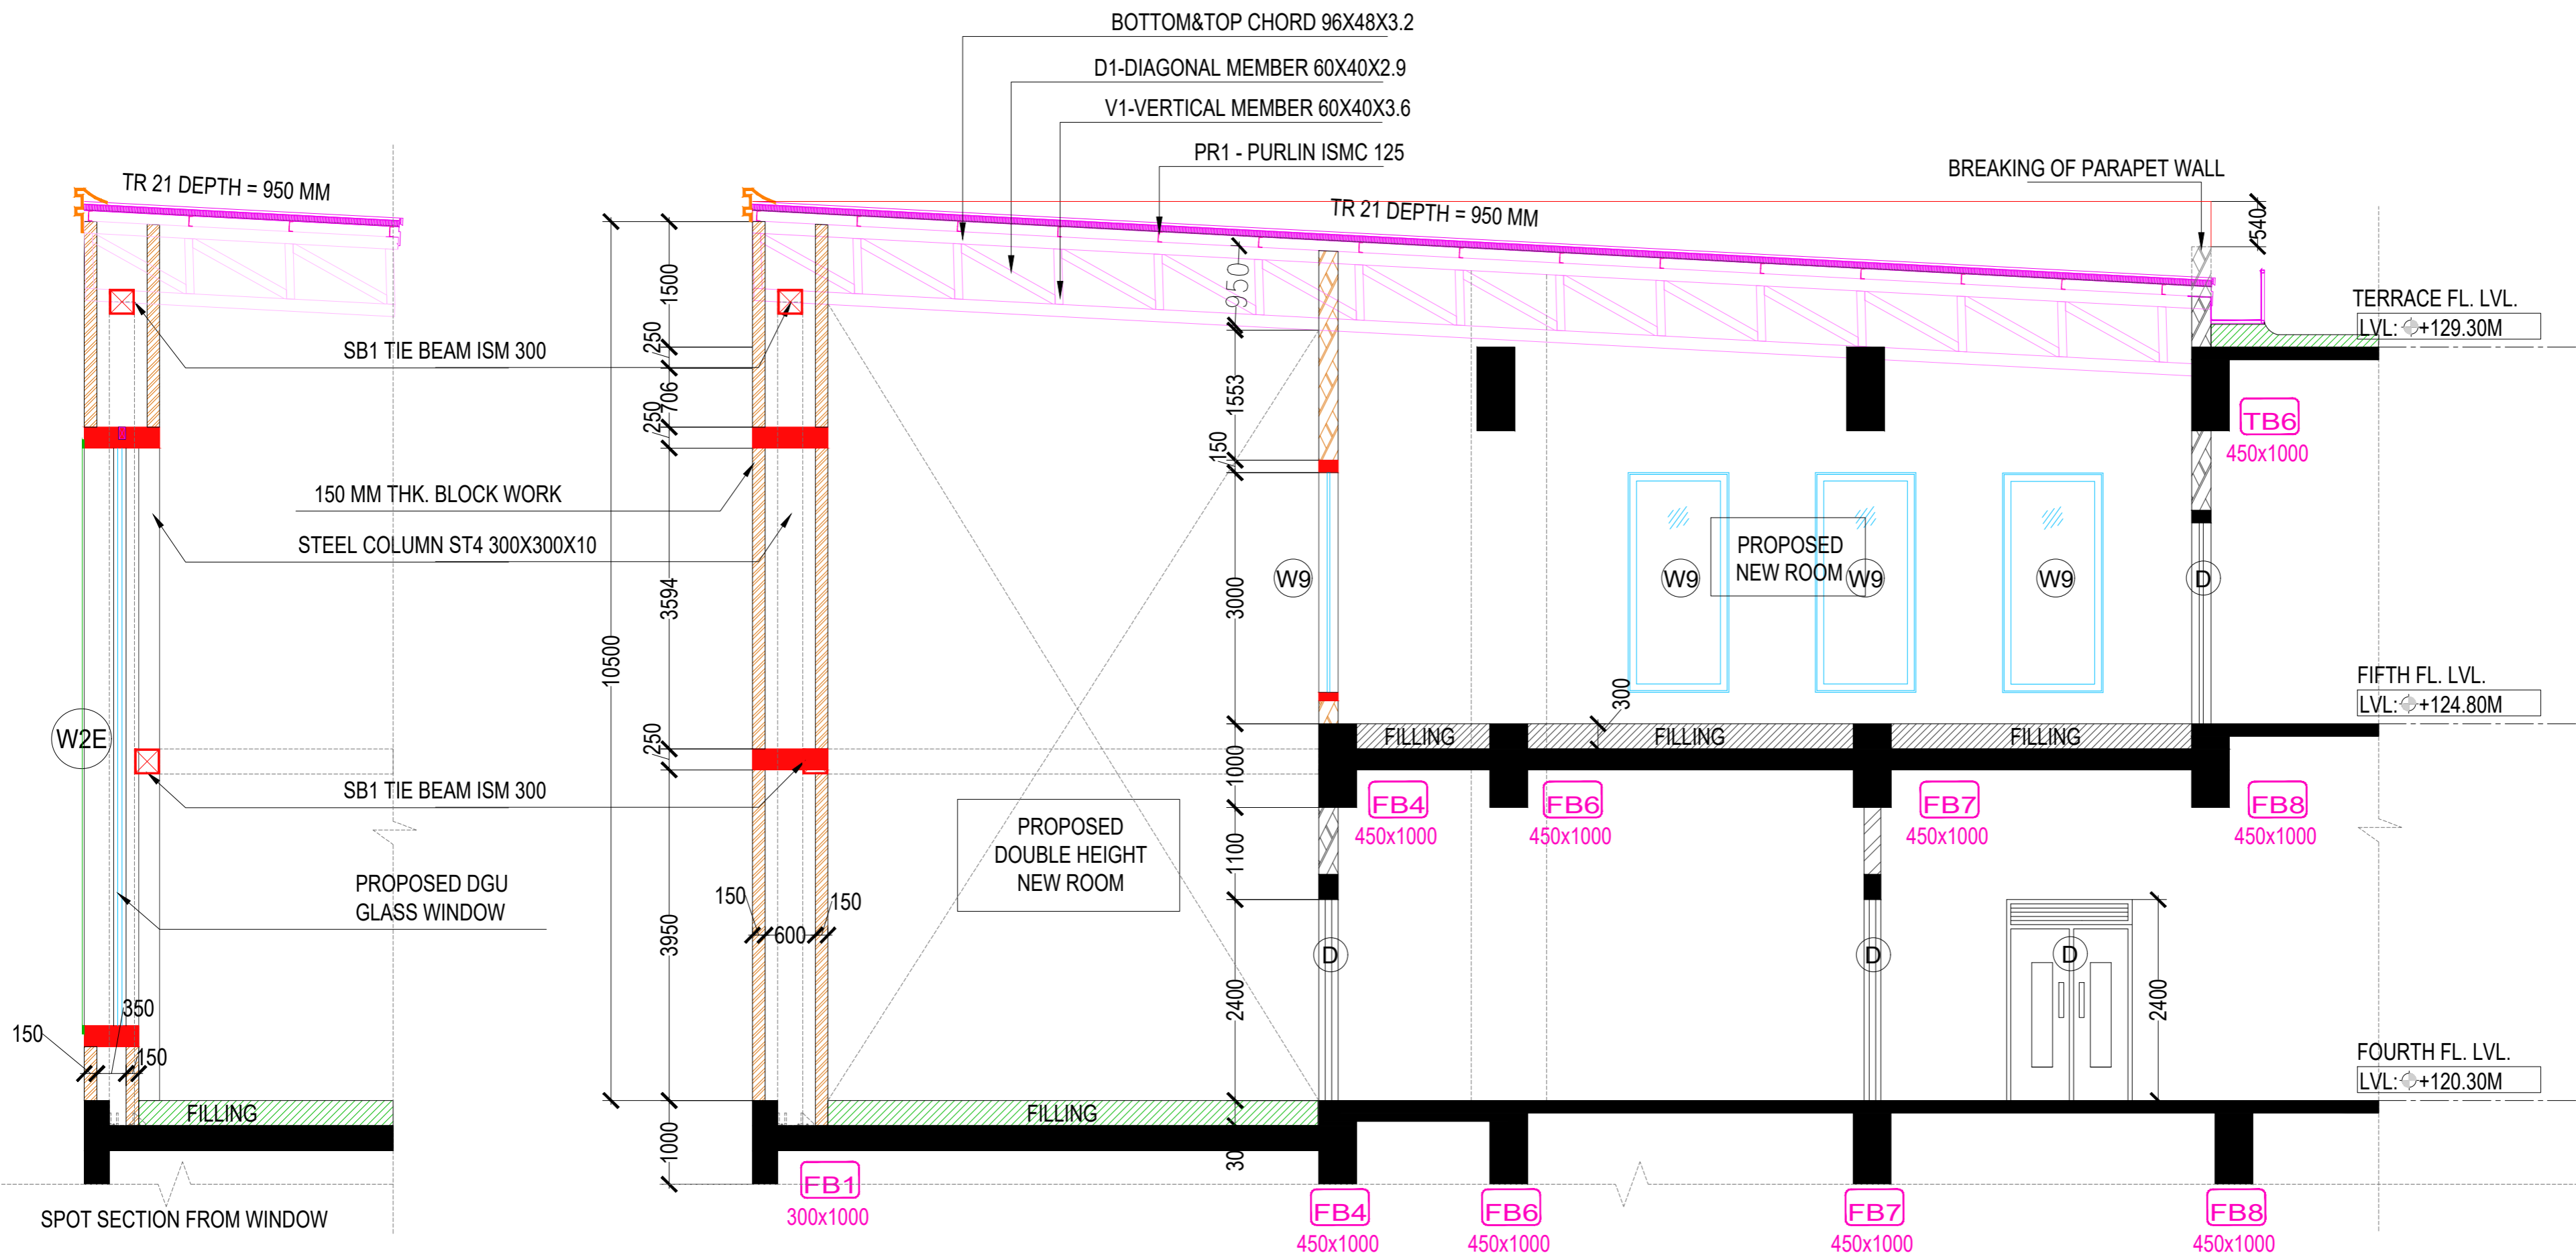 BOTTOM&TOP CHORD 96X48X3.2
D1-DIAGONAL MEMBER 60X40X2.9
V1-VERTICAL MEMBER 60X40X3.6
PR1 - PURLIN ISMC 125
BREAKING OF PARAPET WALL
TR 21 DEPTH = 950 MM
TR 21 DEPTH = 950 MM
540
1500
950
TERRACE FL. LVL.
LVL: +129.30M
250
SB1 TIE BEAM ISM 300
706
1553
250
TB6
450x1000
150
150 MM THK. BLOCK WORK
STEEL COLUMN ST4 300X300X10
PROPOSED
NEW ROOM
W9
W9
W9
W9
D
3594
3000
10500
FIFTH FL. LVL.
LVL: +124.80M
300
W2E
250
FILLING
FILLING
FILLING
1000
SB1 TIE BEAM ISM 300
FB4
450x1000
FB6
450x1000
FB7
450x1000
FB8
450x1000
PROPOSED
DOUBLE HEIGHT
NEW ROOM
1100
PROPOSED DGU
GLASS WINDOW
150
150
600
3950
D
D
D
2400
2400
350
150
150
FOURTH FL. LVL.
LVL: +120.30M
FILLING
FILLING
1000
30
FB1
300x1000
SPOT SECTION FROM WINDOW
FB4
450x1000
FB6
450x1000
FB7
450x1000
FB8
450x1000